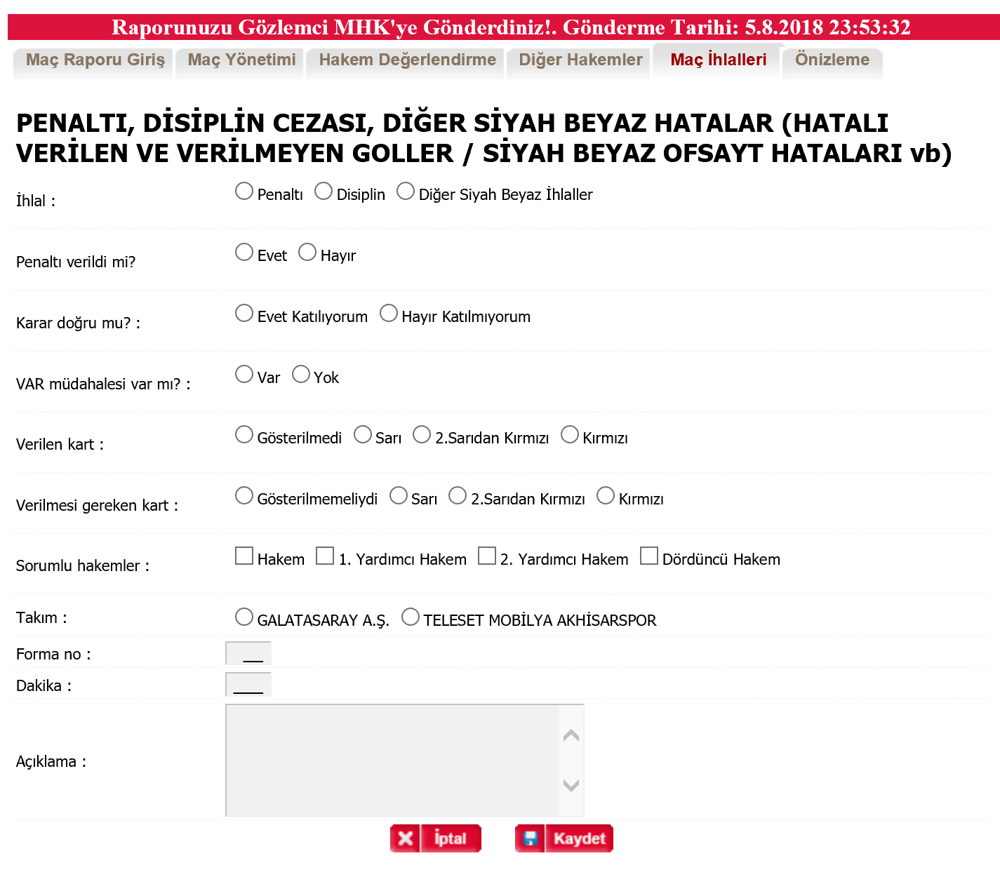 Raporunuzu Gözlemci MHK'ye Gönderdiniz!. Gönderme Tarihi: 5.8.2018 23:53:32
Maç Raporu Giriş Maç Yönetimi Hakem Değerlendirme Diğer Hakemler Maç İhlalleri Önizleme
PENALTI, DİSİPLİN CEZASI, DİĞER SİYAH BEYAZ HATALAR (HATALI
VERİLEN VE VERİLMEYEN GOLLER / SİYAH BEYAZ OFSAYT HATALARI vb)
İhlal : Penaltı Disiplin Diğer Siyah Beyaz İhlaller
Penaltı verildi mi? Evet Hayır
Karar doğru mu? : Evet Katılıyorum Hayır Katılmıyorum
VAR müdahalesi var mı? : Var Yok
Verilen kart : Gösterilmedi Sarı 2.Sarıdan Kırmızı Kırmızı
Verilmesi gereken kart : Gösterilmemeliydi Sarı 2.Sarıdan Kırmızı Kırmızı
Sorumlu hakemler : Hakem 1. Yardımcı Hakem 2. Yardımcı Hakem Dördüncü Hakem
Takım : GALATASARAY A.Ş. TELESET MOBİLYA AKHİSARSPOR
Forma no : __
Dakika : ___
Açıklama :
İptal Kaydet